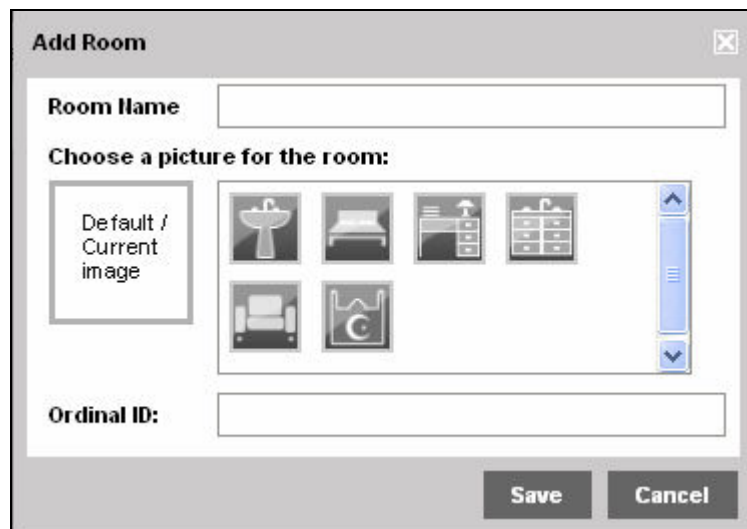 Add Room
Room Name
Choose a picture for the room:
Default /
Current
image
Ordinal ID:
Save
Cancel